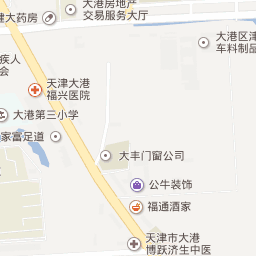 大港房地产
交易服务大厅
健大药房
大港区津
车料制品
疾人
会
天津大港
福兴医院
大港第三小学
家富足道
大丰门窗公司
公牛装饰
福通酒家
天津市大港
博跃济生中医